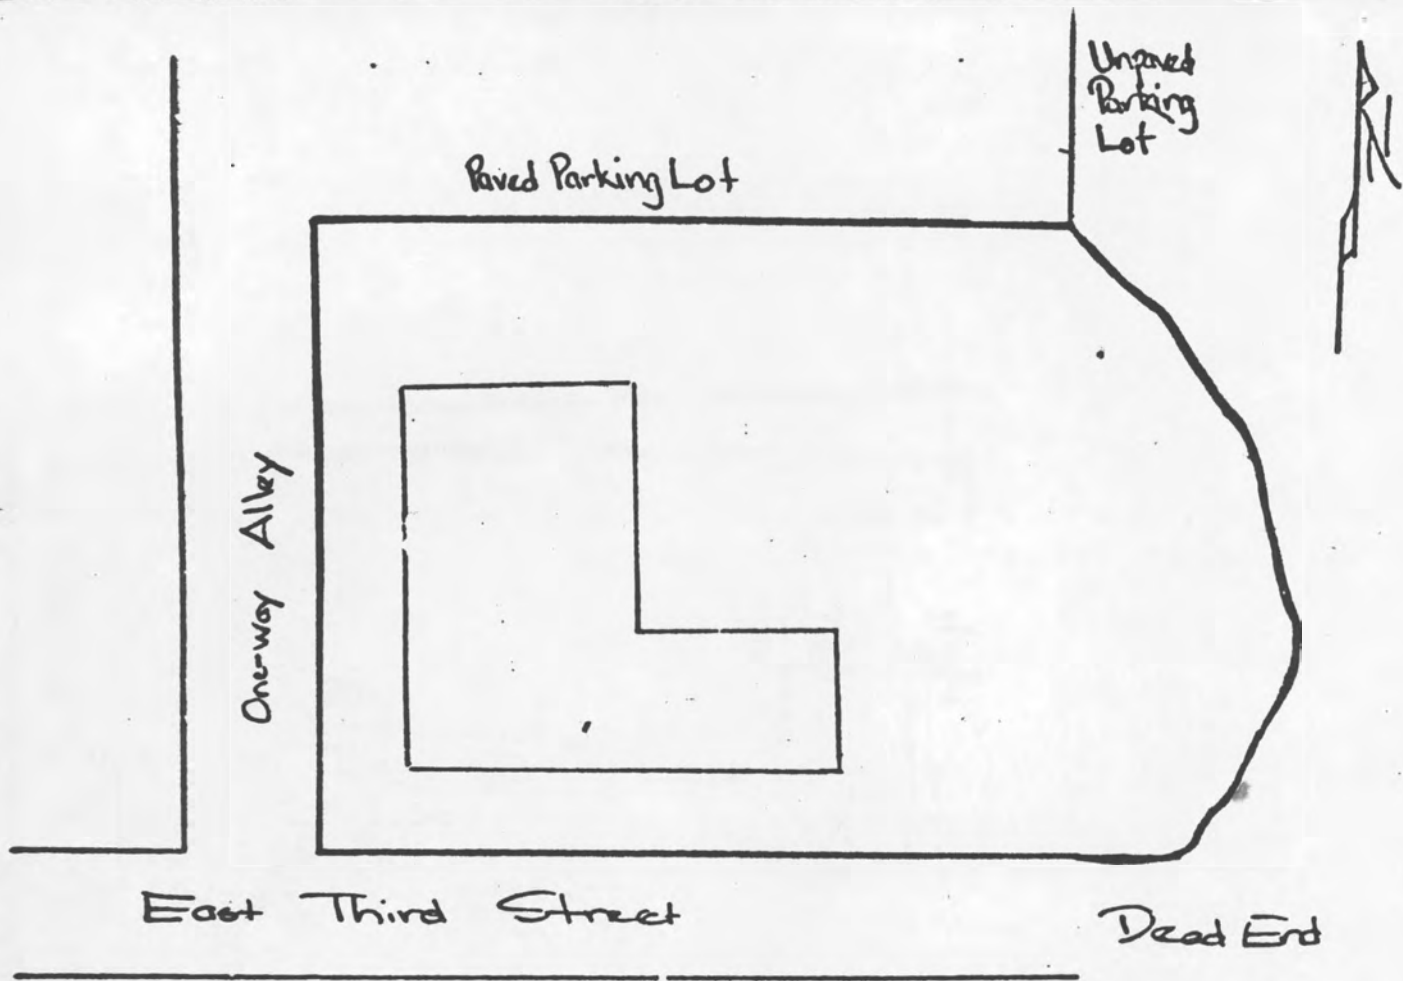 Unpaved
Parking
Lot
Paved Parking Lot
One-way Alley
East Third Street
Dead End